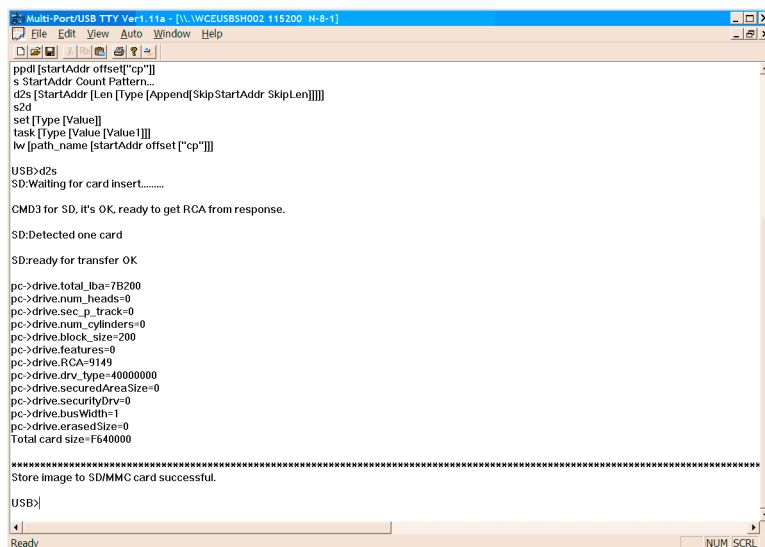 Multi-Port/USB TTY Ver1.11a - [\\.\WCEUSBSH002 115200 N-8-1]
File Edit View Auto Window Help
ppdl [startAddr offset["cp"]]
s StartAddr Count Pattern...
d2s [StartAddr [Len [Type [Append[SkipStartAddr SkipLen]]]]]
s2d
set [Type [Value]]
task [Type [Value [Value1]]]
lw [path_name [startAddr offset ["cp"]]]
USB>d2s
SD:Waiting for card insert.........
CMD3 for SD, it's OK, ready to get RCA from response.
SD:Detected one card
SD:ready for transfer OK
pc->drive.total_lba=7B200
pc->drive.num_heads=0
pc->drive.sec_p_track=0
pc->drive.num_cylinders=0
pc->drive.block_size=200
pc->drive.features=0
pc->drive.RCA=9149
pc->drive.drv_type=40000000
pc->drive.securedAreaSize=0
pc->drive.securityDrv=0
pc->drive.busWidth=1
pc->drive.erasedSize=0
Total card size=F640000
********************************************************************************************************************************
Store image to SD/MMC card successful.
USB>
Ready NUM SCRL